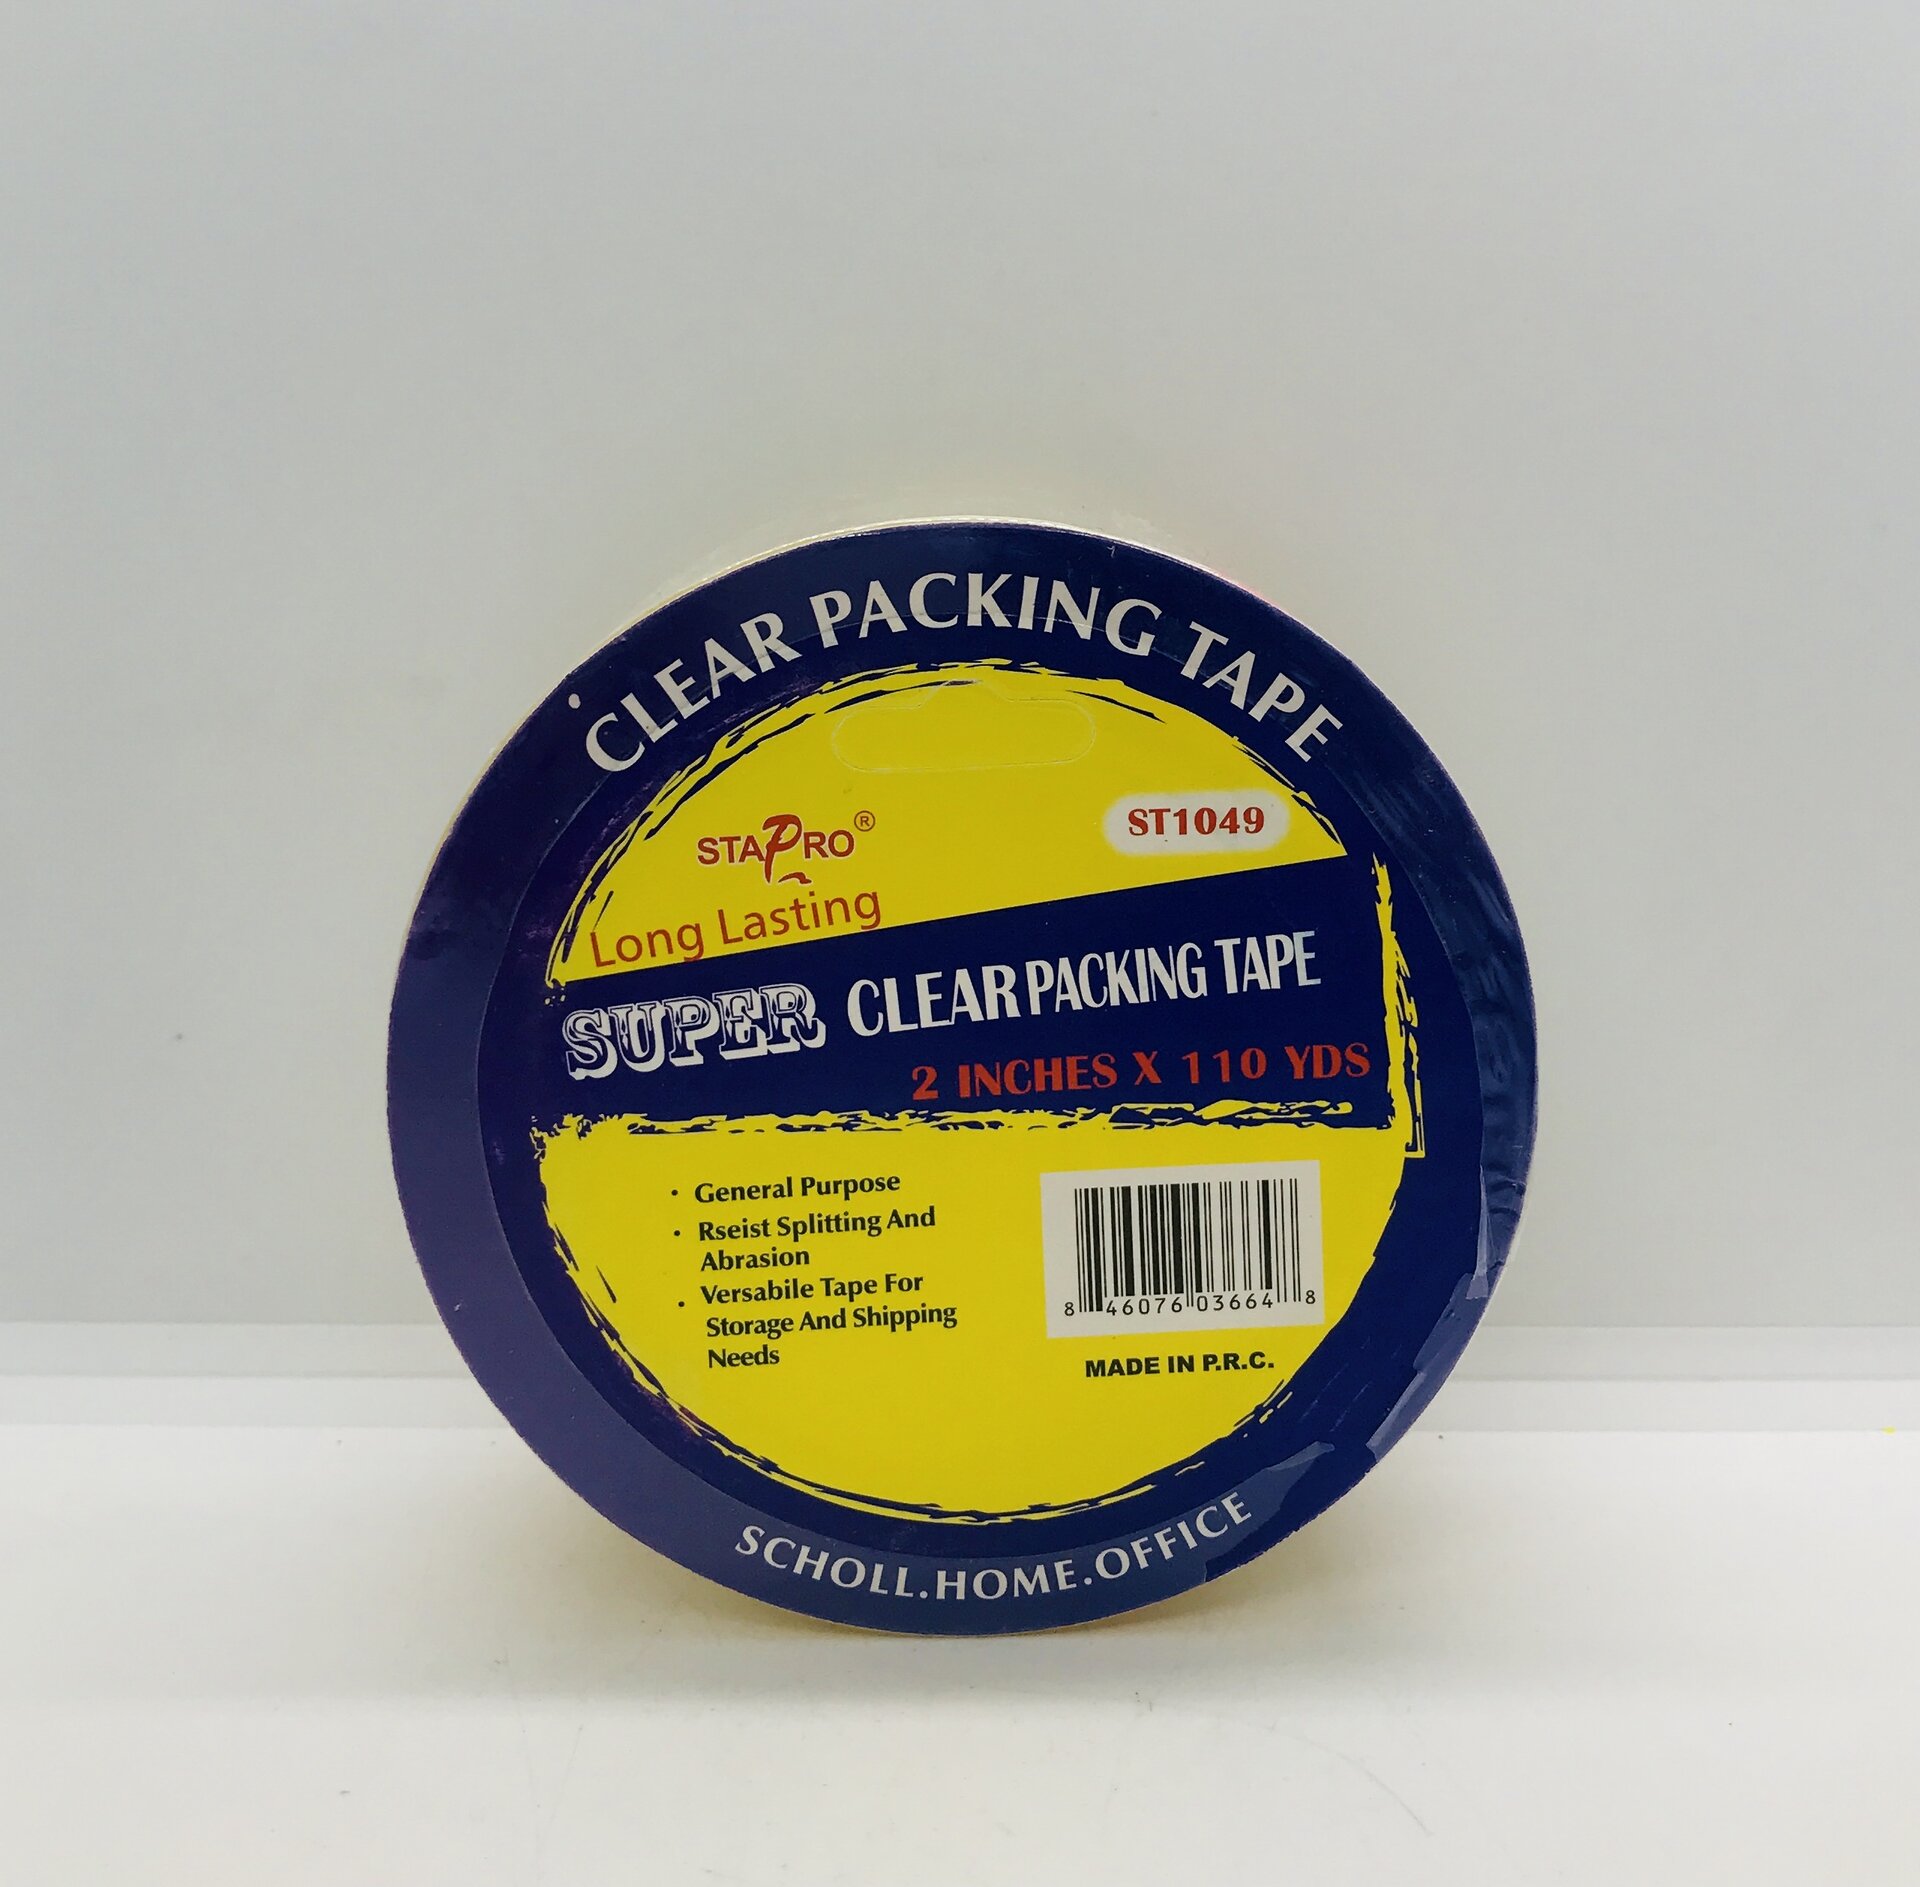 CLEAR PACKING TAPE
STAPRO®
ST1049
Long Lasting
SUPER CLEAR PACKING TAPE
2 INCHES X 110 YDS
· General Purpose
· Rseist Splitting And
Abrasion
· Versabile Tape For
Storage And Shipping
Needs
8 46076 03664 8
MADE IN P.R.C.
SCHOLL.HOME.OFFICE